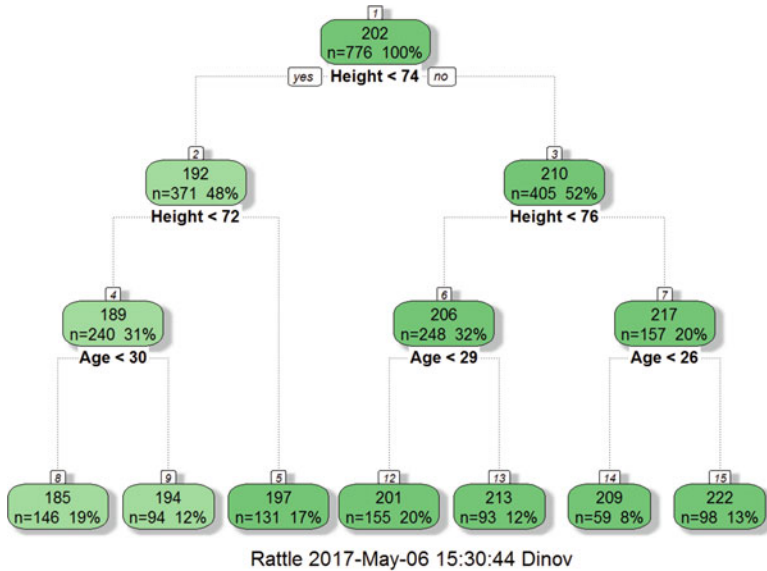 1
202
n=776 100%
yes Height < 74 no
2
192
n=371 48%
Height < 72
3
210
n=405 52%
Height < 76
4
189
n=240 31%
Age < 30
6
206
n=248 32%
Age < 29
7
217
n=157 20%
Age < 26
8
185
n=146 19%
9
194
n=94 12%
5
197
n=131 17%
12
201
n=155 20%
13
213
n=93 12%
14
209
n=59 8%
15
222
n=98 13%
Rattle 2017-May-06 15:30:44 Dinov